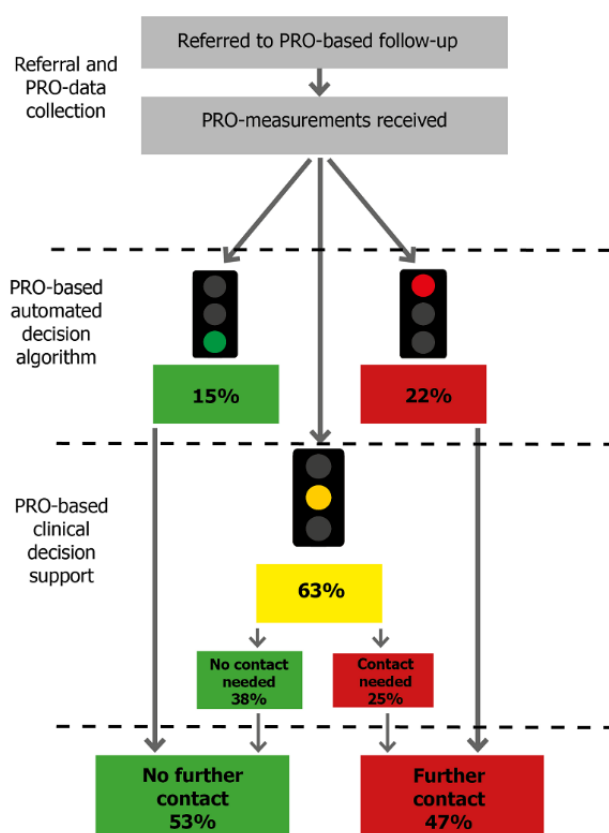 Referred to PRO-based follow-up
Referral and
PRO-data
collection
PRO-measurements received
PRO-based
automated
decision
algorithm
15%
22%
PRO-based
clinical
decision
support
63%
No contact
needed
38%
Contact
needed
25%
No further
contact
53%
Further
contact
47%